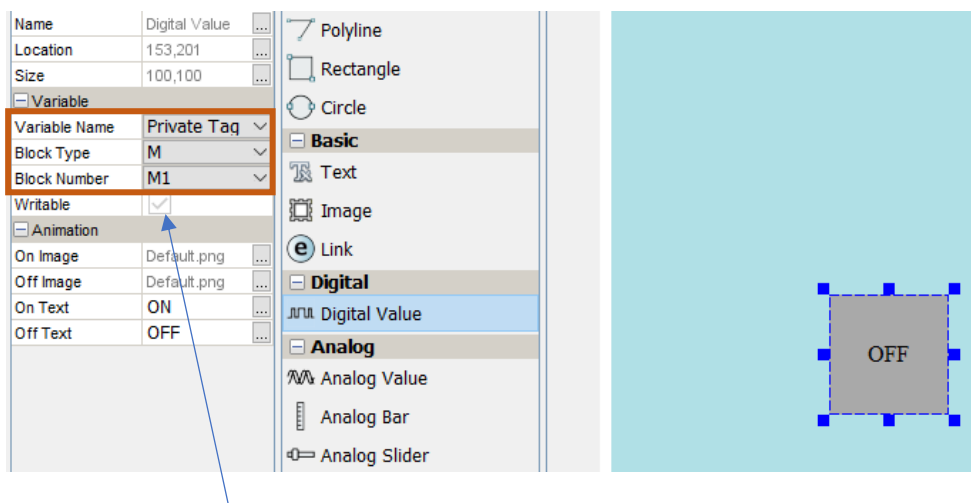 Name Digital Value ...
Location 153,201 ...
Size 100,100 ...
Variable
Variable Name Private Tag
Block Type M
Block Number M1
Writable
Animation
On Image Default.png ...
Off Image Default.png ...
On Text ON ...
Off Text OFF ...
Polyline
Rectangle
Circle
Basic
Text
Image
Link
Digital
Digital Value
Analog
Analog Value
Analog Bar
Analog Slider
OFF